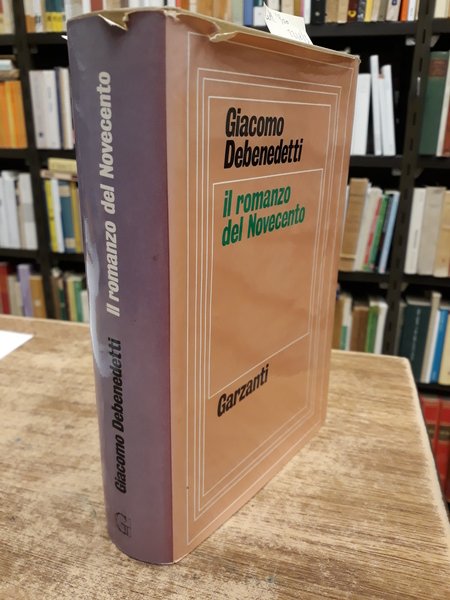 Giacomo
Debenedetti
il romanzo
del Novecento
Garzanti
Giacomo Debenedetti Il romanzo del Novecento